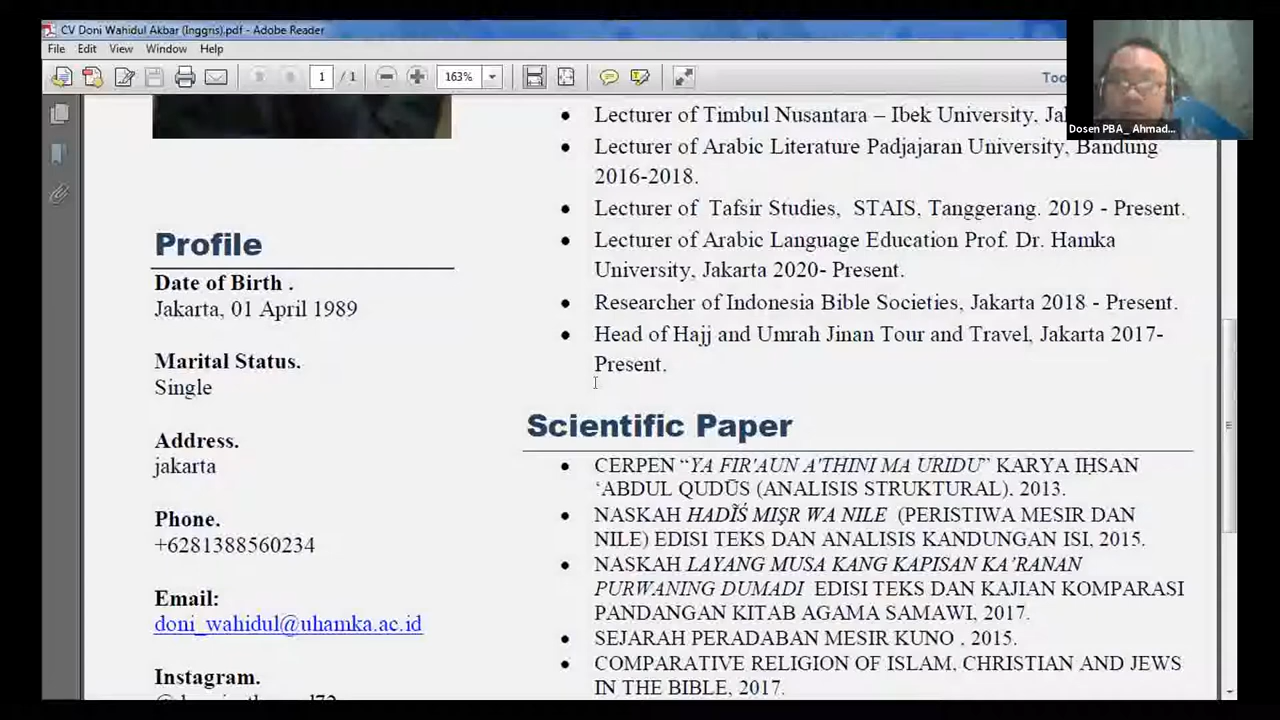 CV Doni Wahidul Akbar (Inggris).pdf - Adobe Reader
File Edit View Window Help
1 / 1 163% Too
Dosen PBA_ Ahmad...
Lecturer of Timbul Nusantara – Ibek University, Ja
Lecturer of Arabic Literature Padjajaran University, Bandung
2016-2018.
Lecturer of Tafsir Studies, STAIS, Tanggerang. 2019 - Present.
Lecturer of Arabic Language Education Prof. Dr. Hamka
University, Jakarta 2020- Present.
Researcher of Indonesia Bible Societies, Jakarta 2018 - Present.
Head of Hajj and Umrah Jinan Tour and Travel, Jakarta 2017-
Present.
Profile
Date of Birth .
Jakarta, 01 April 1989
Marital Status.
Single
Address.
jakarta
Phone.
+6281388560234
Email:
doni_wahidul@uhamka.ac.id
Instagram.
Scientific Paper
CERPEN “YA FIR'AUN A'THINI MA URIDU” KARYA IḤSAN
‘ABDUL QUDŪS (ANALISIS STRUKTURAL), 2013.
NASKAH HADĪŚ MIṢR WA NILE (PERISTIWA MESIR DAN
NILE) EDISI TEKS DAN ANALISIS KANDUNGAN ISI, 2015.
NASKAH LAYANG MUSA KANG KAPISAN KA’RANAN
PURWANING DUMADI EDISI TEKS DAN KAJIAN KOMPARASI
PANDANGAN KITAB AGAMA SAMAWI, 2017.
SEJARAH PERADABAN MESIR KUNO , 2015.
COMPARATIVE RELIGION OF ISLAM, CHRISTIAN AND JEWS
IN THE BIBLE, 2017.